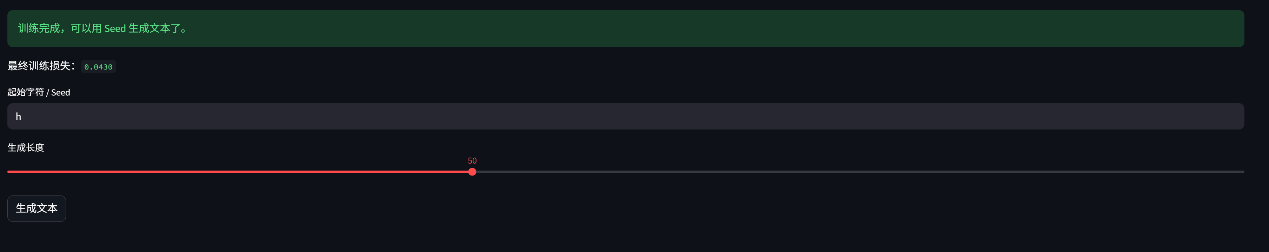 训练完成，可以用 Seed 生成文本了。
最终训练损失： 0.0430
起始字符 / Seed
h
生成长度
50
生成文本